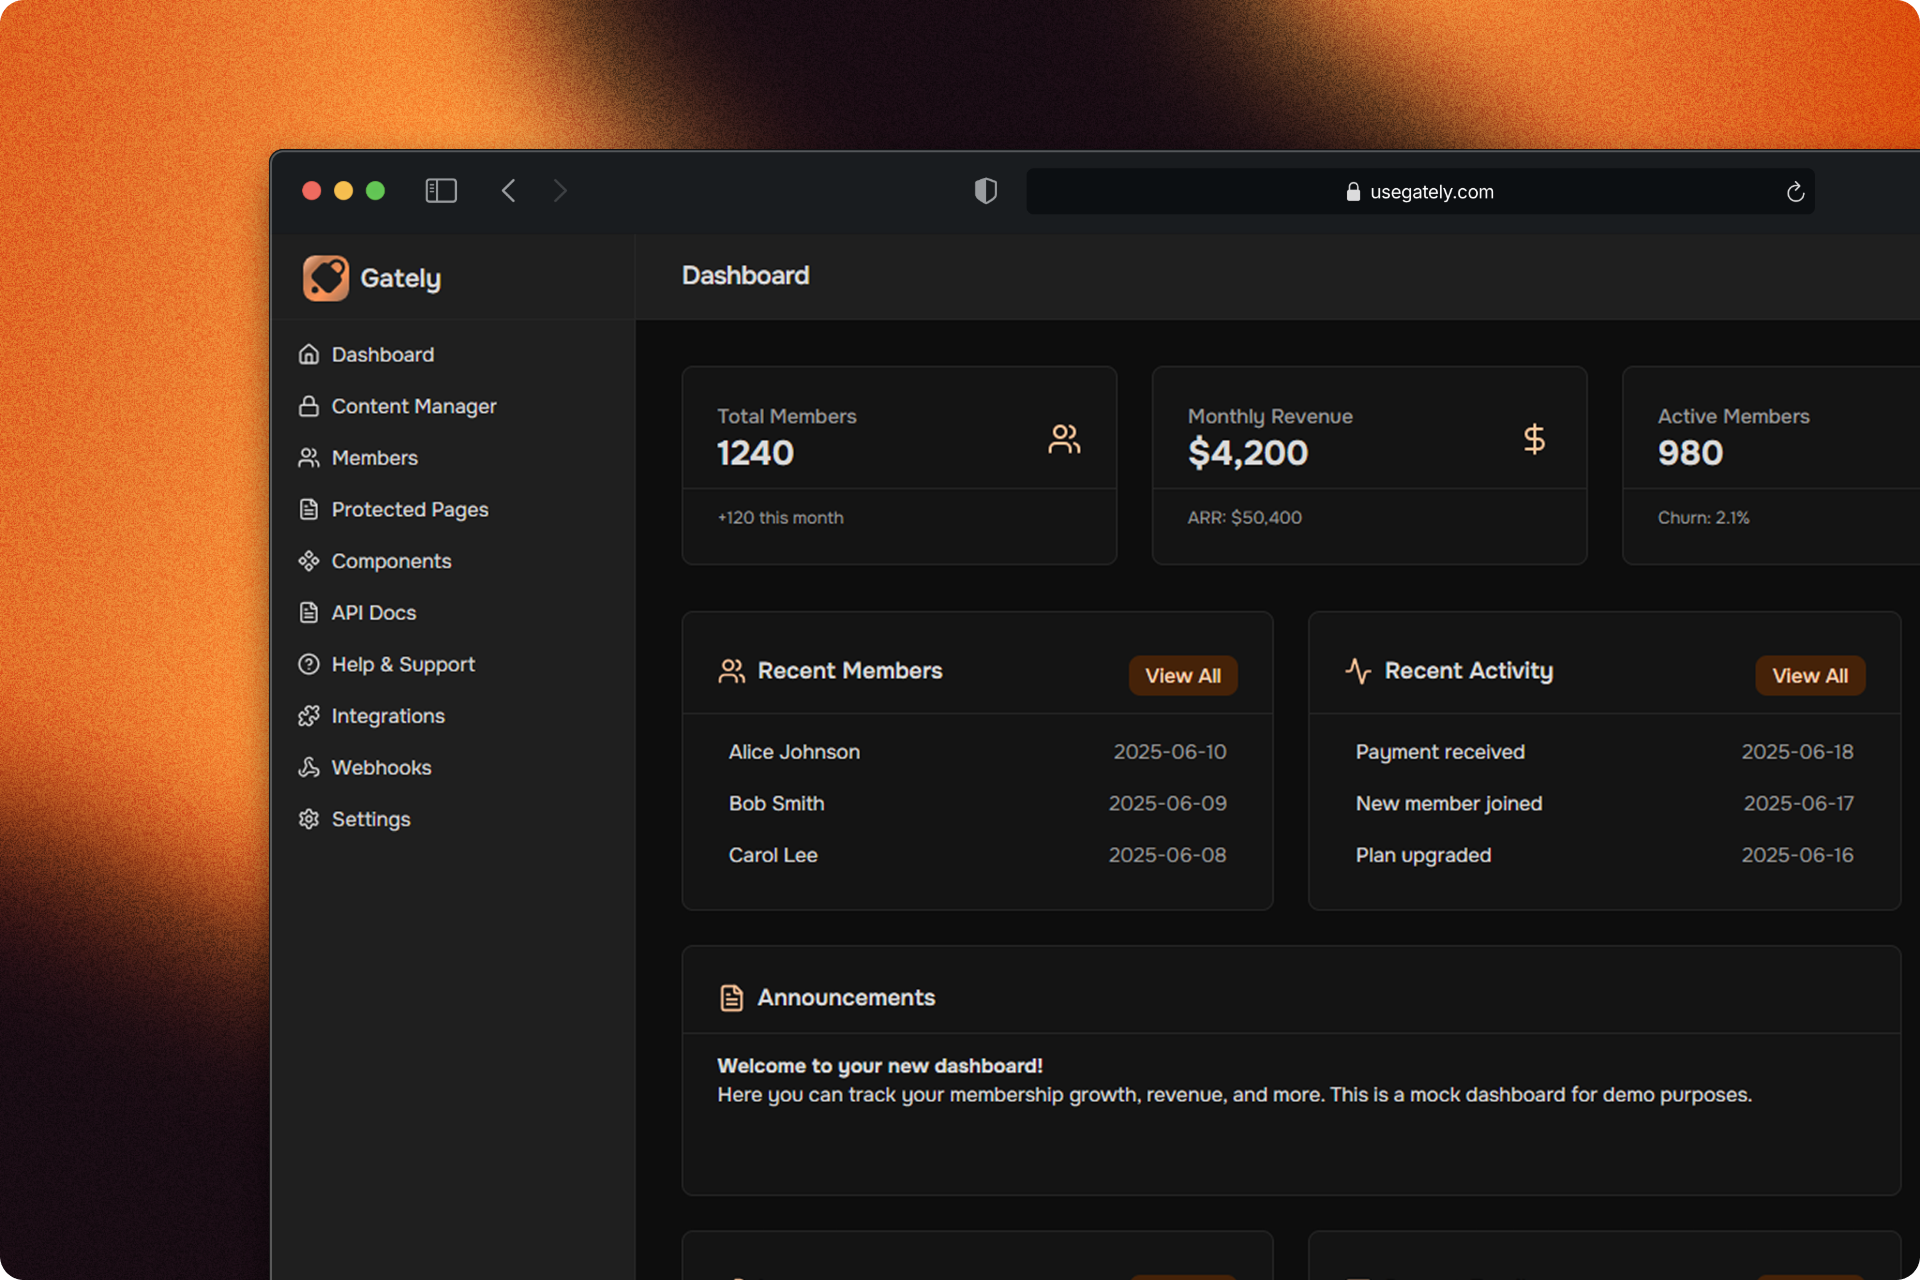 usegately.com
Gately
Dashboard
Dashboard
Content Manager
Members
Protected Pages
Components
API Docs
Help & Support
Integrations
Webhooks
Settings
Total Members
1240
+120 this month
Monthly Revenue
$4,200
ARR: $50,400
Active Members
980
Churn: 2.1%
Recent Members
View All
Alice Johnson 2025-06-10
Bob Smith 2025-06-09
Carol Lee 2025-06-08
Recent Activity
View All
Payment received 2025-06-18
New member joined 2025-06-17
Plan upgraded 2025-06-16
Announcements
Welcome to your new dashboard!
Here you can track your membership growth, revenue, and more. This is a mock dashboard for demo purposes.